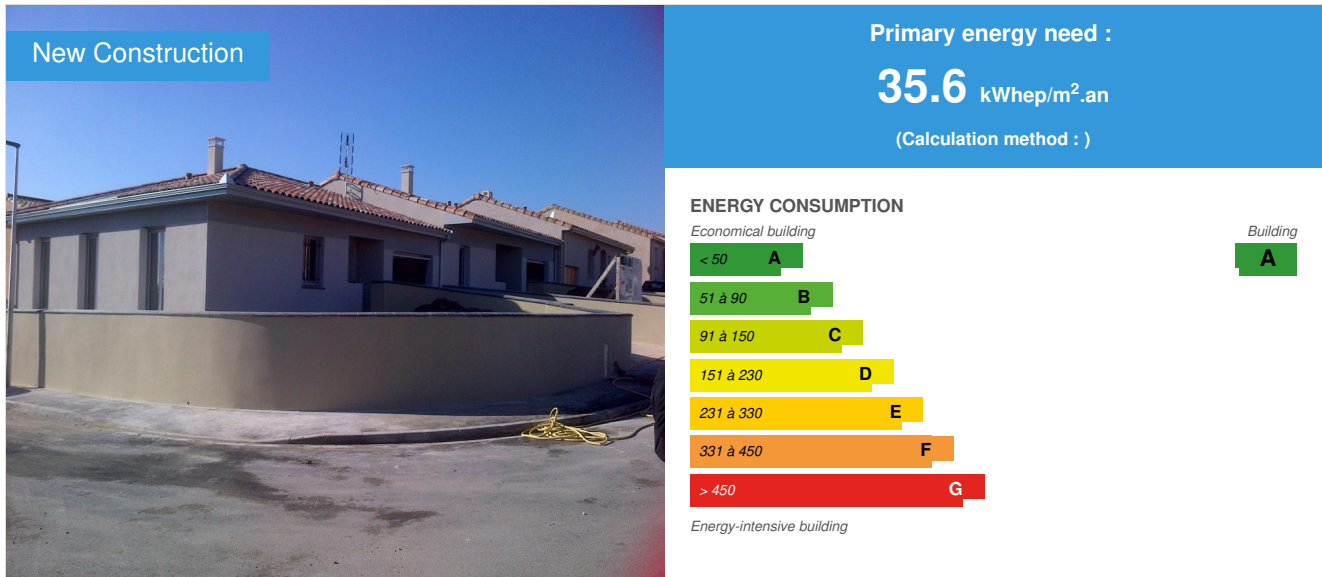 New Construction
Primary energy need :
35.6 kWhep/m².an
(Calculation method : )
ENERGY CONSUMPTION
Economical building
Building
< 50 A
A
51 à 90 B
91 à 150 C
151 à 230 D
231 à 330 E
331 à 450 F
> 450 G
Energy-intensive building